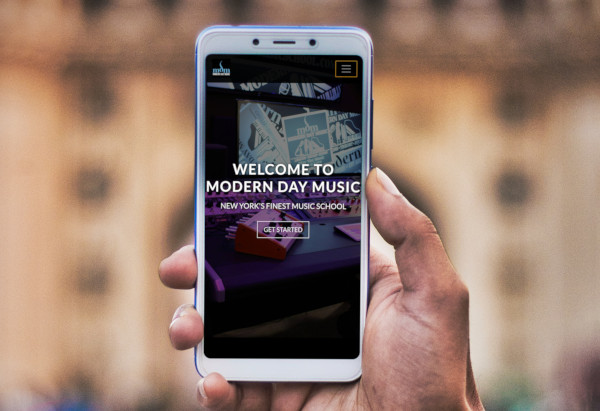 WELCOME TO
MODERN DAY MUSIC
NEW YORK'S FINEST MUSIC SCHOOL
GET STARTED